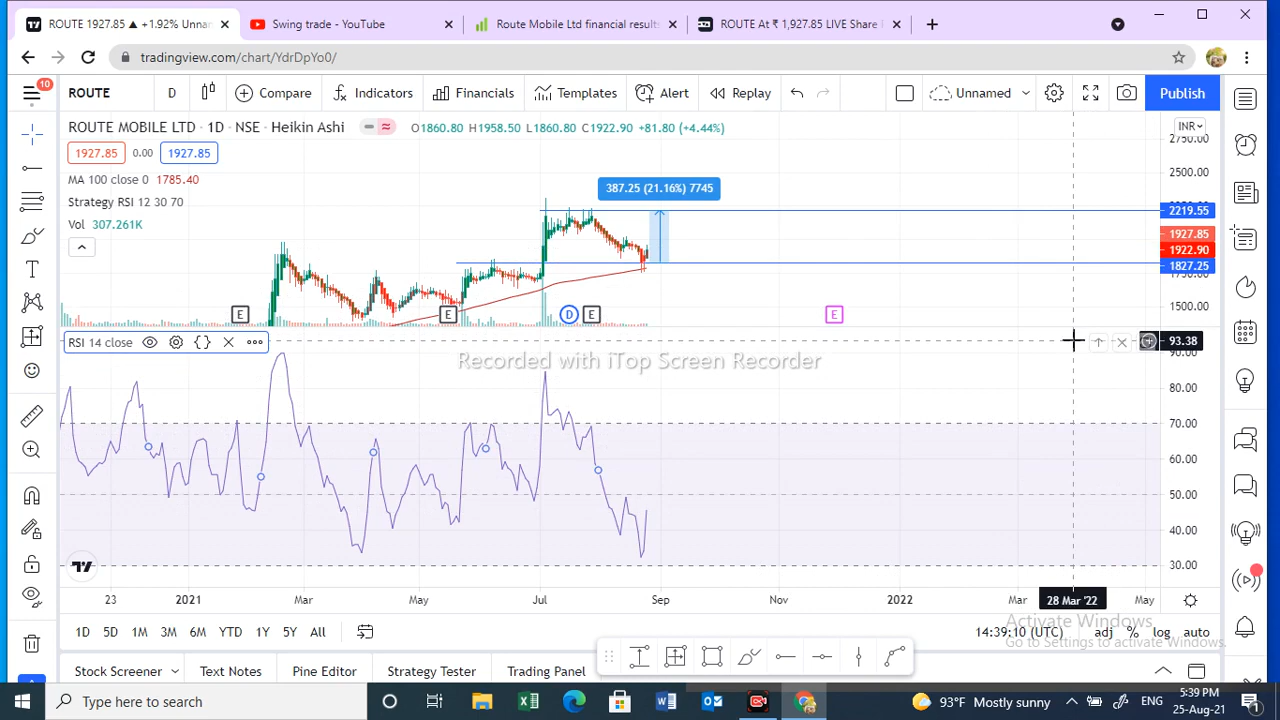 ROUTE 1927.85 ▲ +1.92% Unnar
Swing trade - YouTube
Route Mobile Ltd financial results
ROUTE At ₹ 1,927.85 LIVE Share
tradingview.com/chart/YdrDpYo0/
10
ROUTE
D
Compare
Indicators
Financials
Templates
Alert
Replay
Unnamed
Publish
ROUTE MOBILE LTD · 1D · NSE · Heikin Ashi
O1860.80 H1958.50 L1860.80 C1922.90 +81.80 (+4.44%)
INR
1927.85 0.00 1927.85
MA 100 close 0 1785.40
Strategy RSI 12 30 70
Vol 307.261K
387.25 (21.16%) 7745
2750.00
2500.00
2219.55
1927.85
1922.90
1827.25
1750.00
1500.00
E
E
D
E
E
RSI 14 close
{}
Recorded with iTop Screen Recorder
93.38
90.00
80.00
70.00
60.00
50.00
40.00
30.00
23 2021 Mar May Jul Sep Nov 2022 Mar 28 Mar '22 May
1D 5D 1M 3M 6M YTD 1Y 5Y All
14:39:10 (UTC) adj % log auto
Activate Windows
Go to Settings to activate Windows.
Stock Screener
Text Notes
Pine Editor
Strategy Tester
Trading Panel
Type here to search
93°F Mostly sunny
ENG
5:39 PM
25-Aug-21
1